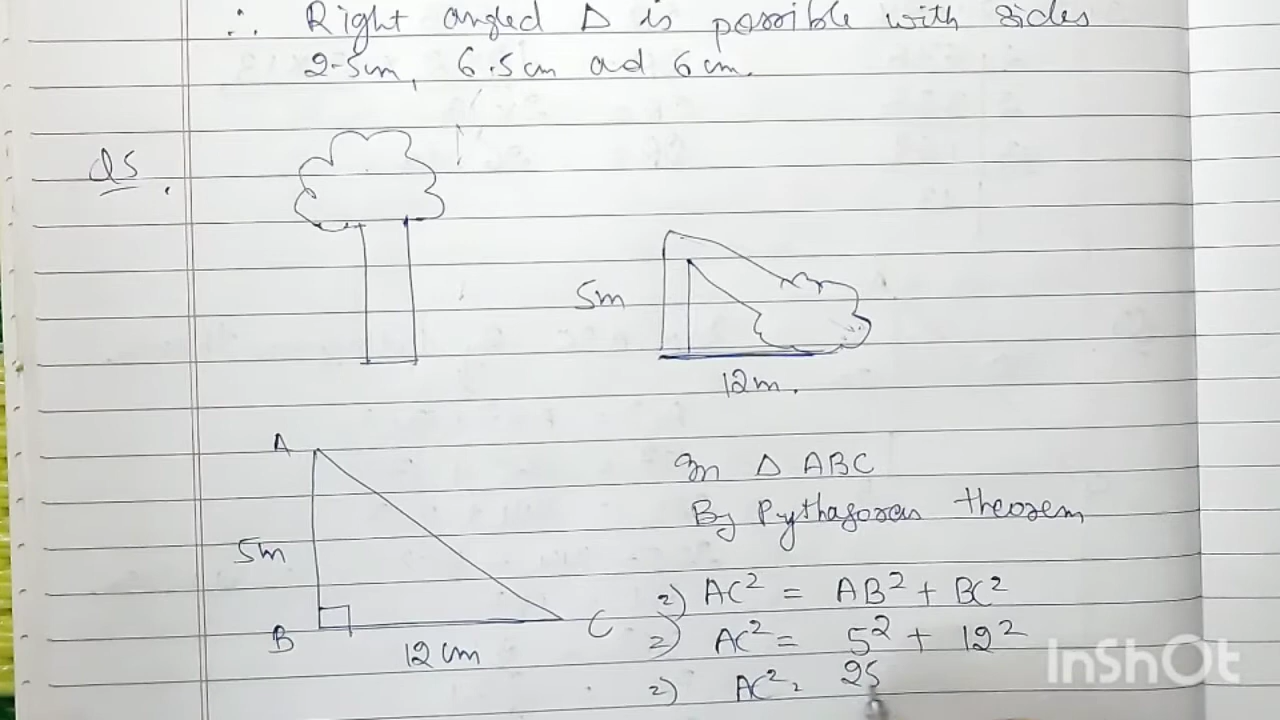 ∴ Right angled Δ is possible with sides
2.5cm, 6.5cm ad 6cm.
Q5.
5m
12m.
A
5m
B
12 cm
C
In Δ ABC
By Pythagoras theorem
⇒) AC² = AB² + BC²
⇒) AC² = 5² + 12²
⇒) AC² = 25
InShOt